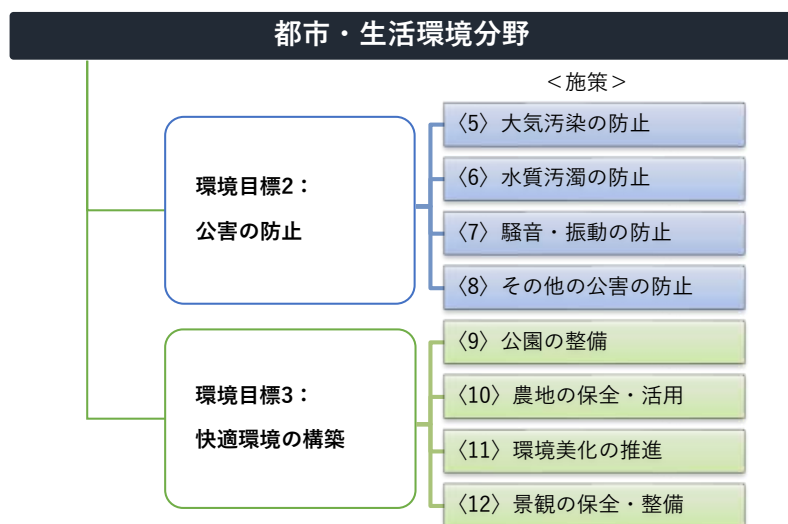 都市・生活環境分野
＜施策＞
環境目標2：
公害の防止
〈5〉大気汚染の防止
〈6〉水質汚濁の防止
〈7〉騒音・振動の防止
〈8〉その他の公害の防止
環境目標3：
快適環境の構築
〈9〉公園の整備
〈10〉農地の保全・活用
〈11〉環境美化の推進
〈12〉景観の保全・整備